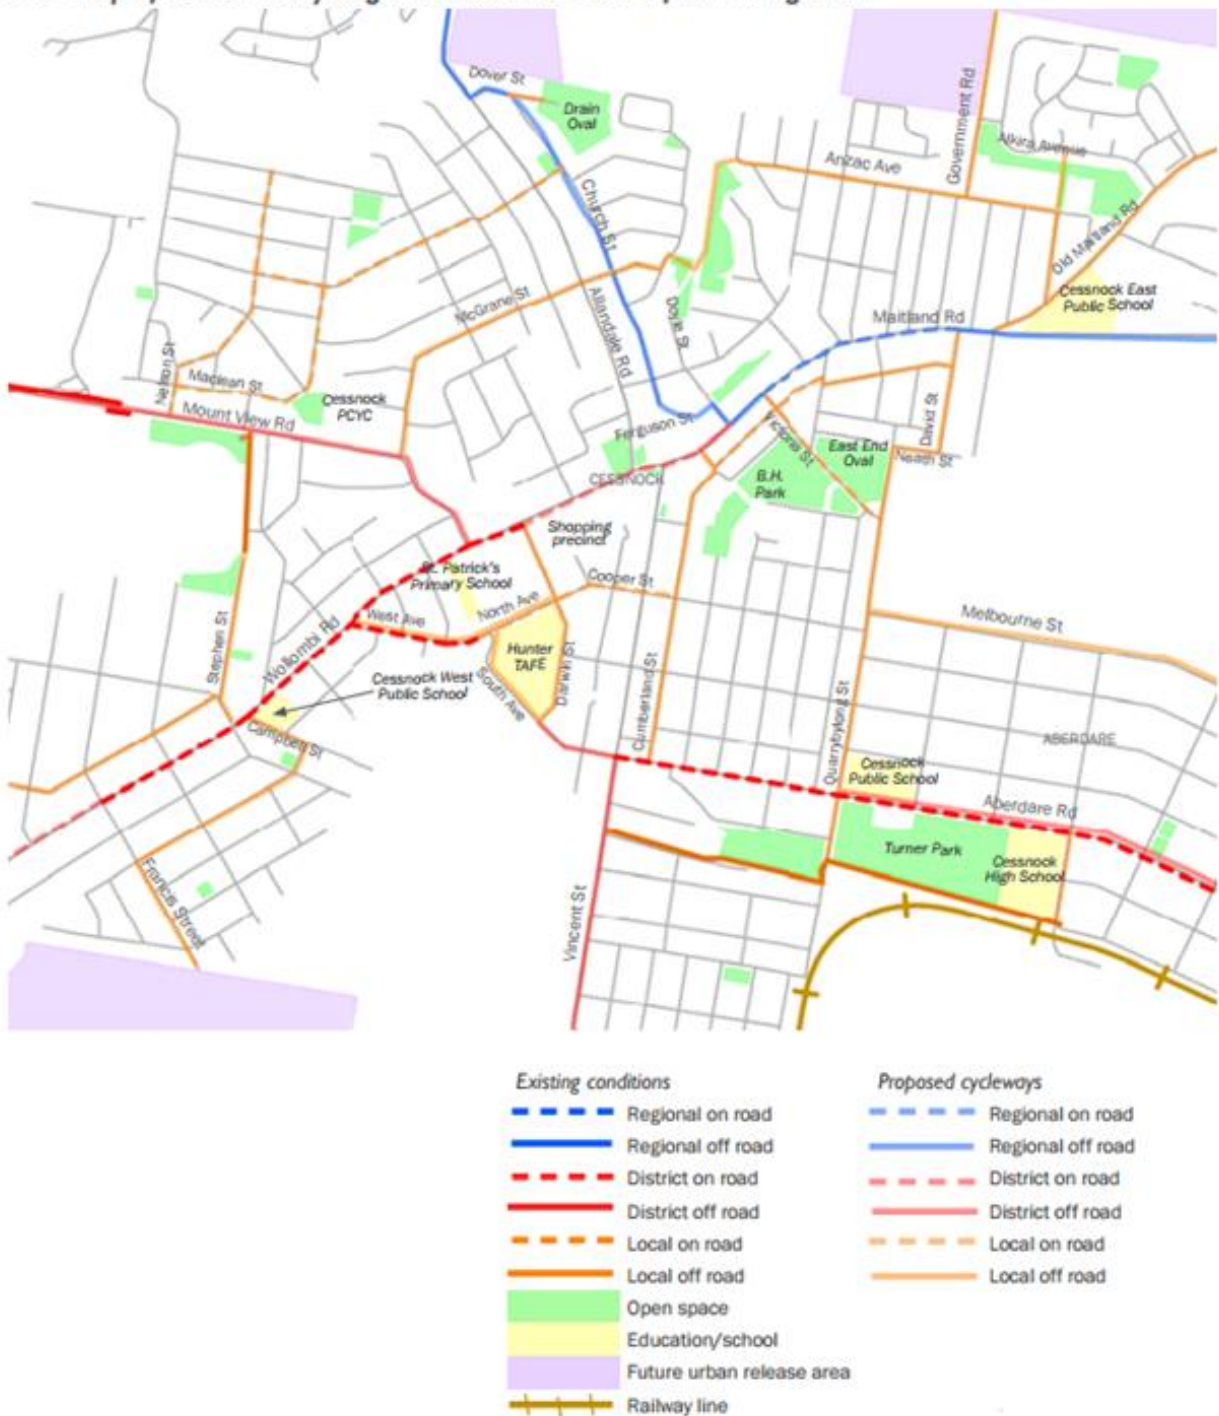 Dover St
Drain
Oval
Government Rd
Alkira Avenue
Anzac Ave
Church St
Old Maitland Rd
Cessnock East
Public School
McGrane St
Allandale Rd
Doyle St
Maitland Rd
Nelson St
Maclean St
Cessnock
PCYC
Mount View Rd
Ferguson St
Victoria St
David St
East End
Oval
North St
CESSNOCK
B.H.
Park
Shopping
precinct
St. Patrick's
Primary School
Cooper St
North Ave
West Ave
Melbourne St
Stephen St
Wollombi Rd
Hunter
TAFE
Darwin St
South Ave
Cessnock West
Public School
Campbell St
Cumberland St
Quarrybylong St
ABERDARE
Cessnock
Public School
Aberdare Rd
Turner Park
Cessnock
High School
Francis Street
Vincent St
Existing conditions
Regional on road
Regional off road
District on road
District off road
Local on road
Local off road
Open space
Education/school
Future urban release area
Railway line
Proposed cycleways
Regional on road
Regional off road
District on road
District off road
Local on road
Local off road